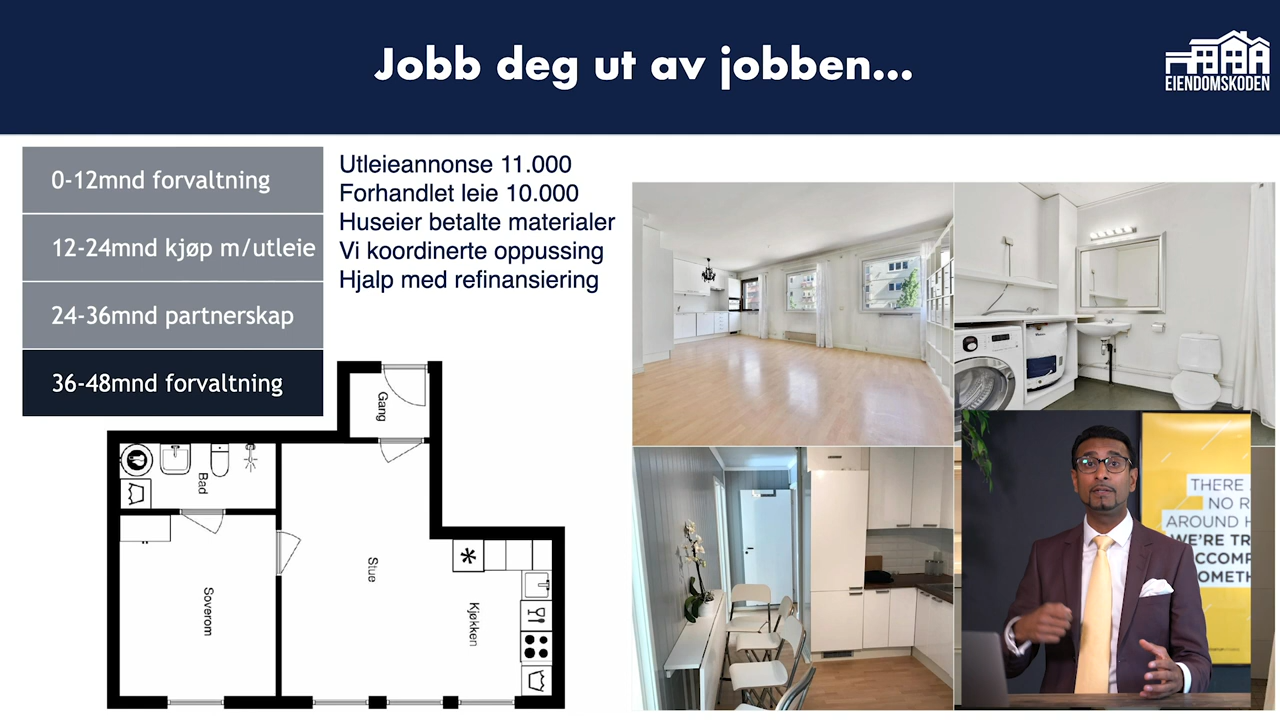 Jobb deg ut av jobben...
EIENDOMSKODEN
0-12mnd forvaltning
12-24mnd kjøp m/utleie
24-36mnd partnerskap
36-48mnd forvaltning
Utleieannonse 11.000
Forhandlet leie 10.000
Huseier betalte materialer
Vi koordinerte oppussing
Hjalp med refinansiering
Gang
Bad
Stue
Soverom
Kjøkken
THERE
NO R
AROUND H
WE'RE TR
ACCOMP
OMETH